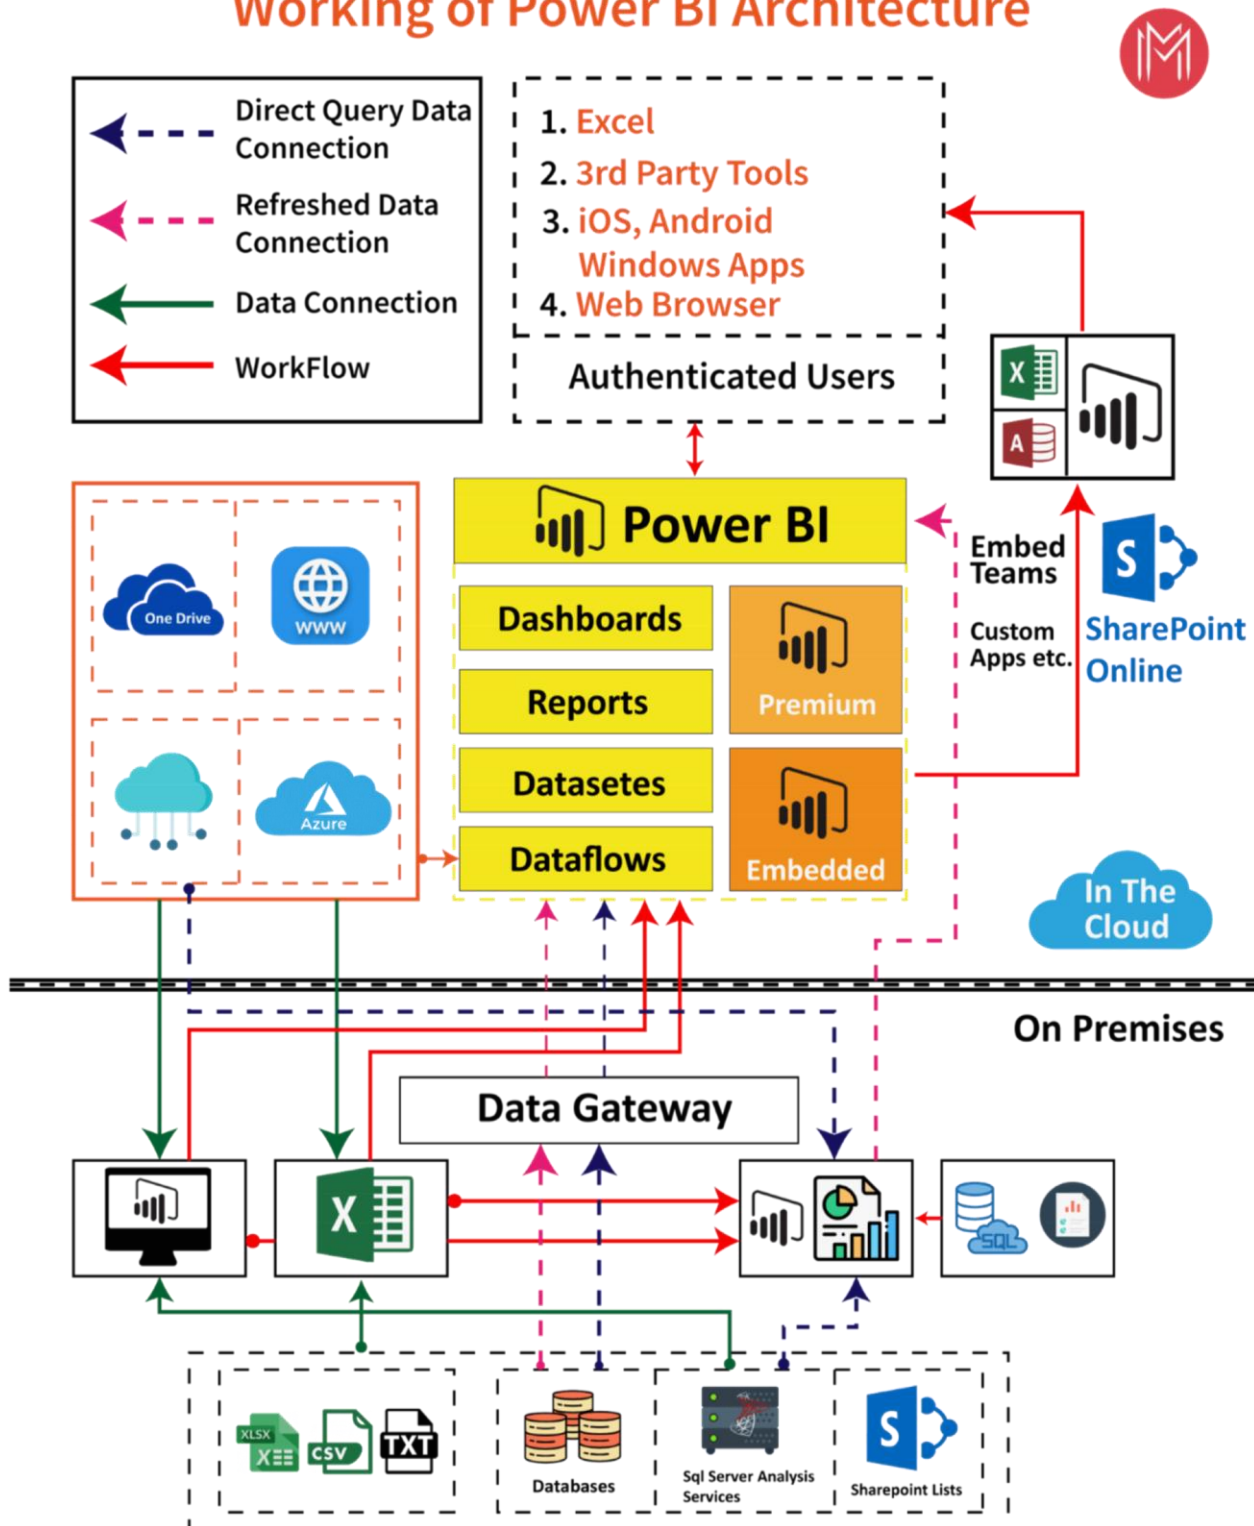 Working of Power BI Architecture
M
Direct Query Data
Connection
Refreshed Data
Connection
Data Connection
WorkFlow
1. Excel
2. 3rd Party Tools
3. iOS, Android
Windows Apps
4. Web Browser
Authenticated Users
X
A
One Drive
www
Azure
Power BI
Dashboards
Reports
Datasetes
Dataflows
Premium
Embedded
Embed
Teams
Custom
Apps etc.
S
SharePoint
Online
In The
Cloud
On Premises
Data Gateway
X
SQL
XLSX
X
CSV
TXT
Databases
Sql Server Analysis
Services
S
Sharepoint Lists